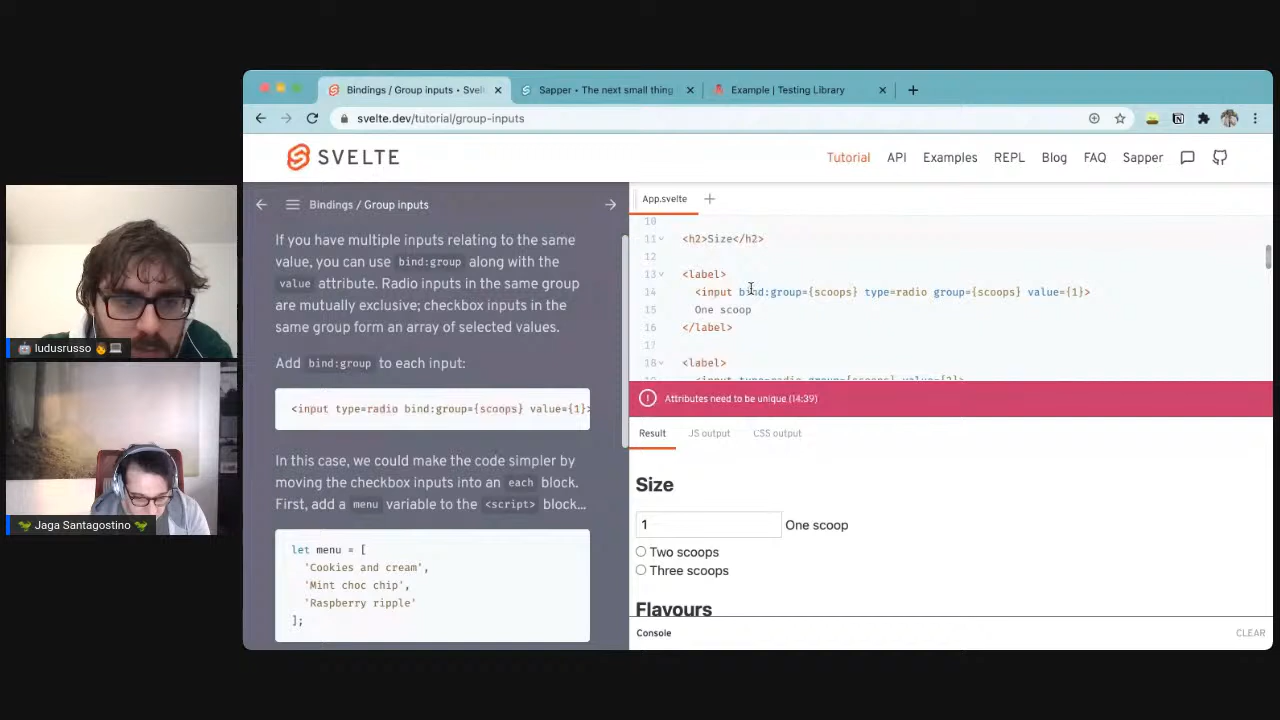 Bindings / Group inputs • Svel
Sapper • The next small thing
Example | Testing Library
svelte.dev/tutorial/group-inputs
SVELTE
Tutorial
API
Examples
REPL
Blog
FAQ
Sapper
Bindings / Group inputs
If you have multiple inputs relating to the same
value, you can use bind:group along with the
value attribute. Radio inputs in the same group
are mutually exclusive; checkbox inputs in the
same group form an array of selected values.
Add bind:group to each input:
<input type=radio bind:group={scoops} value={1}>
In this case, we could make the code simpler by
moving the checkbox inputs into an each block.
First, add a menu variable to the <script> block...
let menu = [
'Cookies and cream',
'Mint choc chip',
'Raspberry ripple'
];
App.svelte
10
11 <h2>Size</h2>
12
13 <label>
14 <input bind:group={scoops} type=radio group={scoops} value={1}>
15 One scoop
16 </label>
17
18 <label>
<input type=radio group={scoops} value={2}>
Attributes need to be unique (14:39)
Result
JS output
CSS output
Size
1 One scoop
Two scoops
Three scoops
Flavours
Console
CLEAR
ludusrusso
Jaga Santagostino